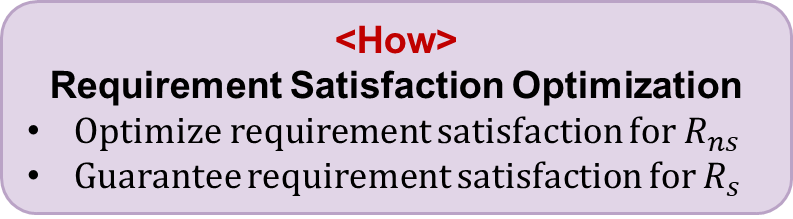 <How>
Requirement Satisfaction Optimization
• Optimize requirement satisfaction for R_ns
• Guarantee requirement satisfaction for R_s